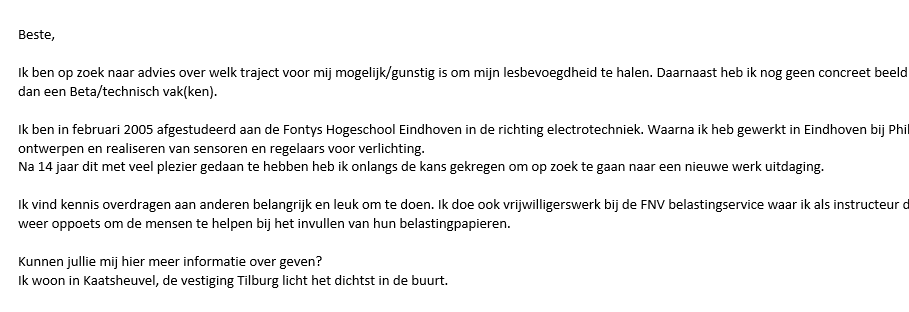 Beste,
Ik ben op zoek naar advies over welk traject voor mij mogelijk/gunstig is om mijn lesbevoegdheid te halen. Daarnaast heb ik nog geen concreet beeld
dan een Beta/technisch vak(ken).
Ik ben in februari 2005 afgestudeerd aan de Fontys Hogeschool Eindhoven in de richting electrotechniek. Waarna ik heb gewerkt in Eindhoven bij Phil
ontwerpen en realiseren van sensoren en regelaars voor verlichting.
Na 14 jaar dit met veel plezier gedaan te hebben heb ik onlangs de kans gekregen om op zoek te gaan naar een nieuwe werk uitdaging.
Ik vind kennis overdragen aan anderen belangrijk en leuk om te doen. Ik doe ook vrijwilligerswerk bij de FNV belastingservice waar ik als instructeur d
weer oppoets om de mensen te helpen bij het invullen van hun belastingpapieren.
Kunnen jullie mij hier meer informatie over geven?
Ik woon in Kaatsheuvel, de vestiging Tilburg licht het dichtst in de buurt.